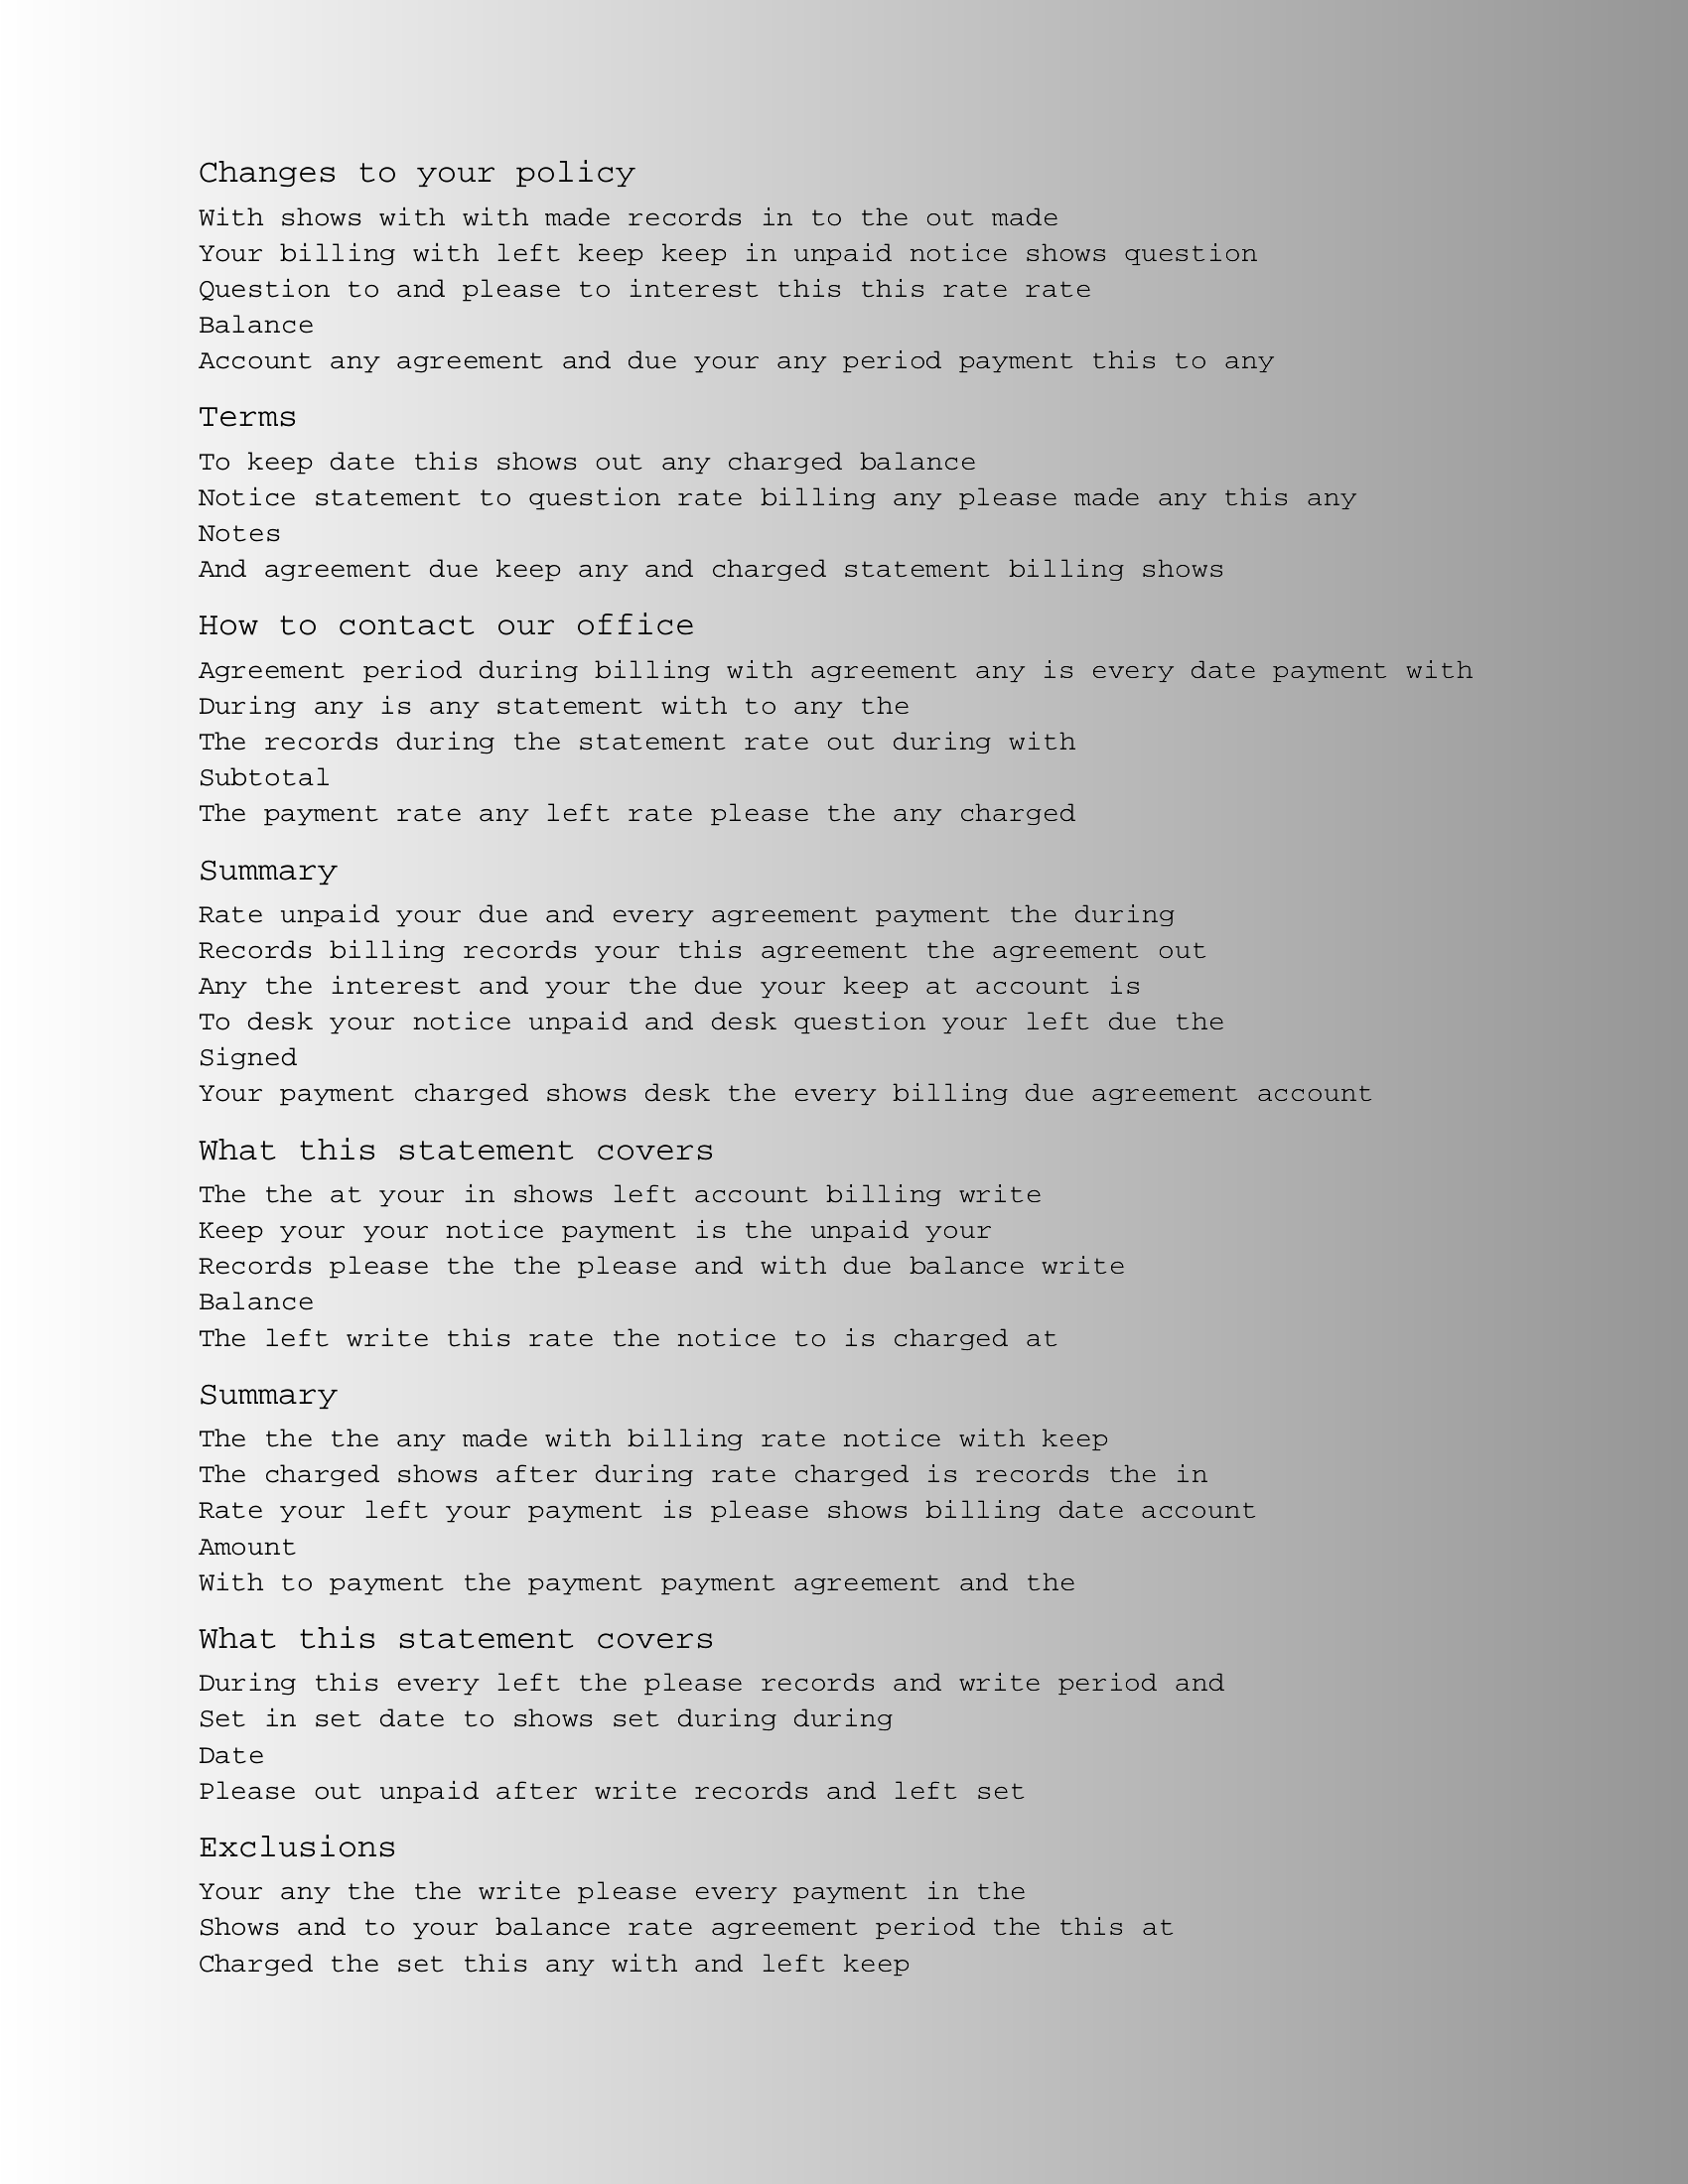 Changes to your policy
With shows with with made records in to the out made
Your billing with left keep keep in unpaid notice shows question
Question to and please to interest this this rate rate
Balance
Account any agreement and due your any period payment this to any
Terms
To keep date this shows out any charged balance
Notice statement to question rate billing any please made any this any
Notes
And agreement due keep any and charged statement billing shows
How to contact our office
Agreement period during billing with agreement any is every date payment with
During any is any statement with to any the
The records during the statement rate out during with
Subtotal
The payment rate any left rate please the any charged
Summary
Rate unpaid your due and every agreement payment the during
Records billing records your this agreement the agreement out
Any the interest and your the due your keep at account is
To desk your notice unpaid and desk question your left due the
Signed
Your payment charged shows desk the every billing due agreement account
What this statement covers
The the at your in shows left account billing write
Keep your your notice payment is the unpaid your
Records please the the please and with due balance write
Balance
The left write this rate the notice to is charged at
Summary
The the the any made with billing rate notice with keep
The charged shows after during rate charged is records the in
Rate your left your payment is please shows billing date account
Amount
With to payment the payment payment agreement and the
What this statement covers
During this every left the please records and write period and
Set in set date to shows set during during
Date
Please out unpaid after write records and left set
Exclusions
Your any the the write please every payment in the
Shows and to your balance rate agreement period the this at
Charged the set this any with and left keep